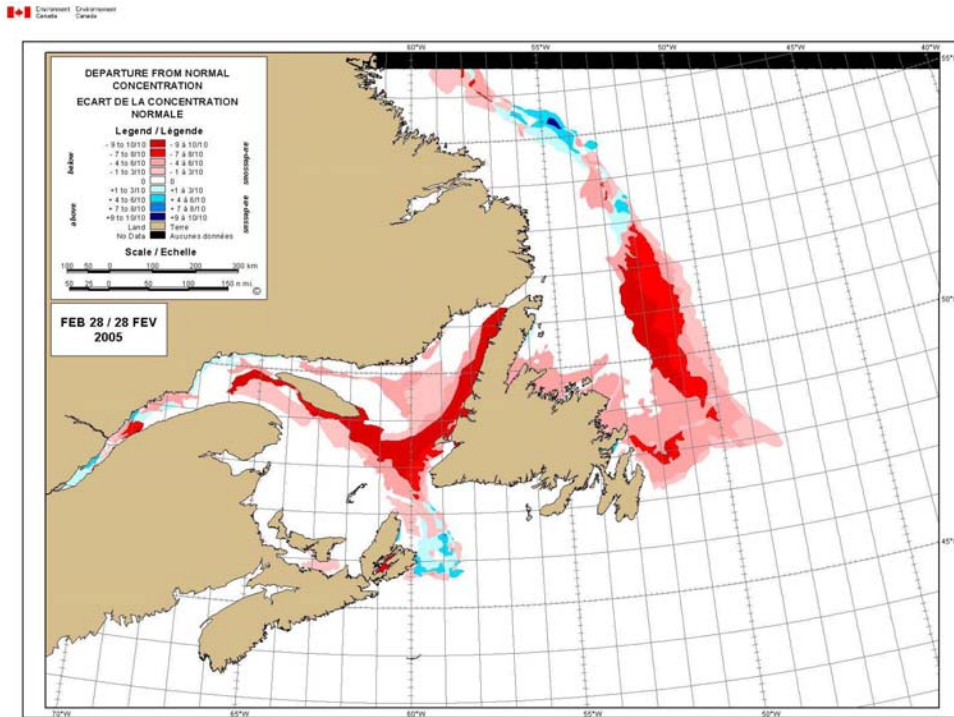 Environment Environnement
Canada Canada
60°W 55°W 50°W 45°W 40°W
55°
DEPARTURE FROM NORMAL
CONCENTRATION
ECART DE LA CONCENTRATION
NORMALE
Legend / Légende
- 9 to 10/10 - 9 à 10/10
- 7 to 8/10 - 7 à 8/10
- 4 to 6/10 - 4 à 6/10
- 1 to 3/10 - 1 à 3/10
0 0
+1 to 3/10 +1 à 3/10
+ 4 to 6/10 + 4 à 6/10
+ 7 to 8/10 + 7 à 8/10
+9 to 10/10 +9 à 10/10
below
above
au-dessous
au-dessus
Land Terre
No Data Aucunes données
Scale / Echelle
100 50 0 100 200 300 km
50 25 0 50 100 150 n.mi.
©
50°
FEB 28 / 28 FEV
2005
45°
70°W 65°W 60°W 55°W 50°W